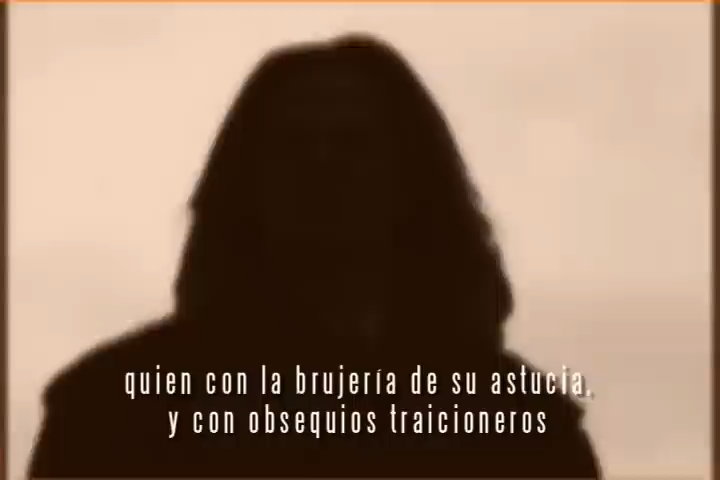 quien con la brujería de su astucia,
y con obsequios traicioneros